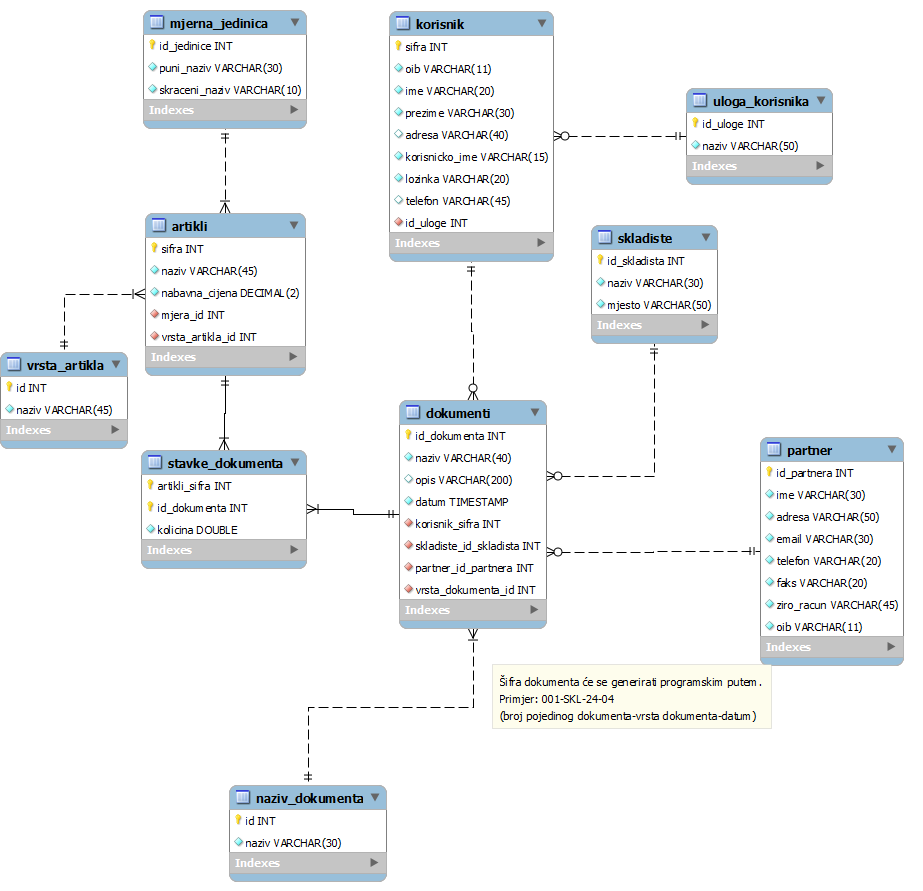 mjerna_jedinica
id_jedinice INT
puni_naziv VARCHAR(30)
skraceni_naziv VARCHAR(10)
Indexes
korisnik
sifra INT
oib VARCHAR(11)
ime VARCHAR(20)
prezime VARCHAR(30)
adresa VARCHAR(40)
korisnicko_ime VARCHAR(15)
lozinka VARCHAR(20)
telefon VARCHAR(45)
id_uloge INT
Indexes
uloga_korisnika
id_uloge INT
naziv VARCHAR(50)
Indexes
artikli
sifra INT
naziv VARCHAR(45)
nabavna_cijena DECIMAL(2)
mjera_id INT
vrsta_artikla_id INT
Indexes
skladiste
id_skladista INT
naziv VARCHAR(30)
mjesto VARCHAR(50)
Indexes
vrsta_artikla
id INT
naziv VARCHAR(45)
Indexes
stavke_dokumenta
artikli_sifra INT
id_dokumenta INT
kolicina DOUBLE
Indexes
dokumenti
id_dokumenta INT
naziv VARCHAR(40)
opis VARCHAR(200)
datum TIMESTAMP
korisnik_sifra INT
skladiste_id_skladista INT
partner_id_partnera INT
vrsta_dokumenta_id INT
Indexes
partner
id_partnera INT
ime VARCHAR(30)
adresa VARCHAR(50)
email VARCHAR(30)
telefon VARCHAR(20)
faks VARCHAR(20)
ziro_racun VARCHAR(45)
oib VARCHAR(11)
Indexes
Šifra dokumenta će se generirati programskim putem.
Primjer: 001-SKL-24-04
(broj pojedinog dokumenta-vrsta dokumenta-datum)
naziv_dokumenta
id INT
naziv VARCHAR(30)
Indexes